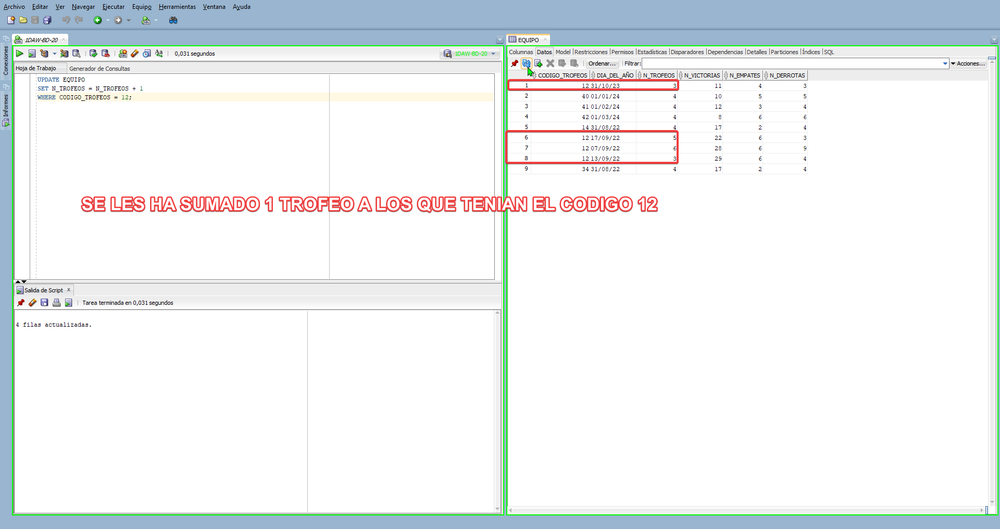 Archivo Editar Ver Navegar Ejecutar Equipo Herramientas Ventana Ayuda
Conexiones
Informes
1DAW-BD-20
0,031 segundos
1DAW-BD-20
Hoja de Trabajo Generador de Consultas
UPDATE EQUIPO
SET N_TROFEOS = N_TROFEOS + 1
WHERE CODIGO_TROFEOS = 12;
EQUIPO
Columnas Datos Model Restricciones Permisos Estadísticas Disparadores Dependencias Detalles Particiones Índices SQL
Ordenar... Filtrar: Acciones...
CODIGO_TROFEOS DIA_DEL_AÑO N_TROFEOS N_VICTORIAS N_EMPATES N_DERROTAS
1 12 31/10/23 3 11 4 3
2 40 01/01/24 4 10 5 5
3 41 01/02/24 4 12 3 4
4 42 01/03/24 4 8 6 6
5 14 31/08/22 4 17 2 4
6 12 17/09/22 5 22 6 3
7 12 07/09/22 6 28 6 9
8 12 13/09/22 3 29 6 4
9 34 31/08/22 4 17 2 4
SE LES HA SUMADO 1 TROFEO A LOS QUE TENIAN EL CODIGO 12
Salida de Script
Tarea terminada en 0,031 segundos
4 filas actualizadas.